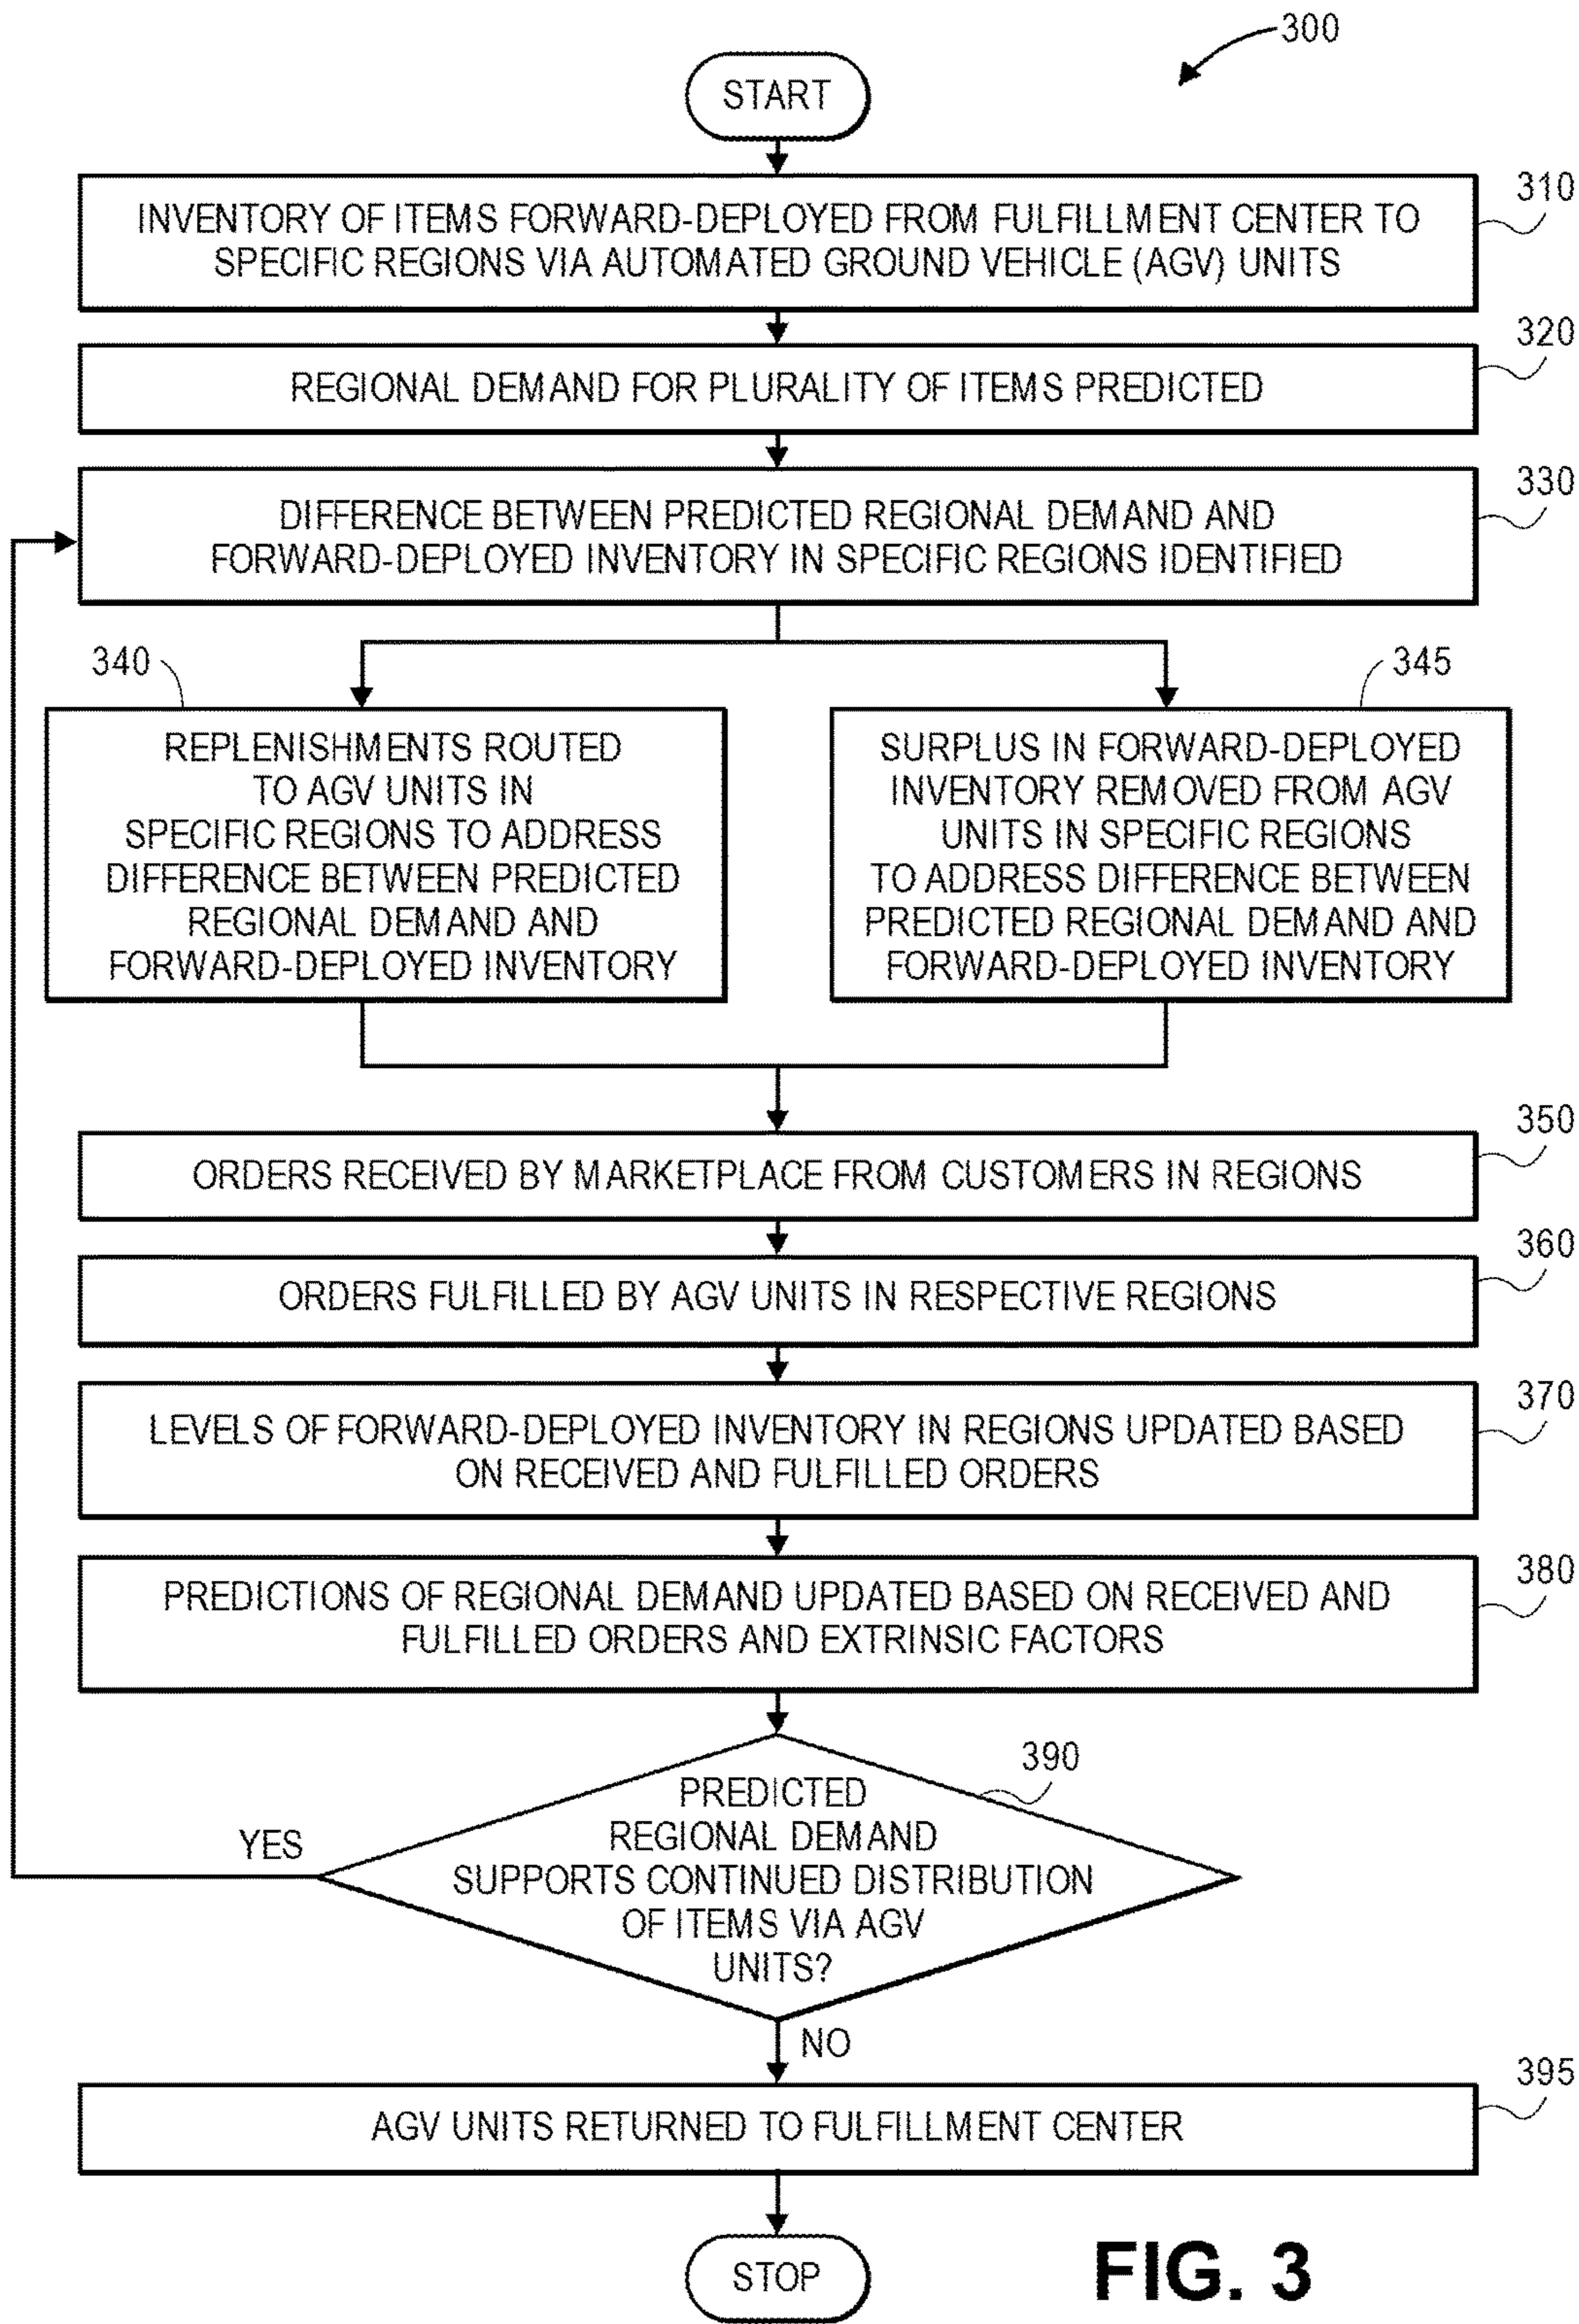 300
START
310
INVENTORY OF ITEMS FORWARD-DEPLOYED FROM FULFILLMENT CENTER TO
SPECIFIC REGIONS VIA AUTOMATED GROUND VEHICLE (AGV) UNITS
320
REGIONAL DEMAND FOR PLURALITY OF ITEMS PREDICTED
330
DIFFERENCE BETWEEN PREDICTED REGIONAL DEMAND AND
FORWARD-DEPLOYED INVENTORY IN SPECIFIC REGIONS IDENTIFIED
340
REPLENISHMENTS ROUTED
TO AGV UNITS IN
SPECIFIC REGIONS TO ADDRESS
DIFFERENCE BETWEEN PREDICTED
REGIONAL DEMAND AND
FORWARD-DEPLOYED INVENTORY
345
SURPLUS IN FORWARD-DEPLOYED
INVENTORY REMOVED FROM AGV
UNITS IN SPECIFIC REGIONS
TO ADDRESS DIFFERENCE BETWEEN
PREDICTED REGIONAL DEMAND AND
FORWARD-DEPLOYED INVENTORY
350
ORDERS RECEIVED BY MARKETPLACE FROM CUSTOMERS IN REGIONS
360
ORDERS FULFILLED BY AGV UNITS IN RESPECTIVE REGIONS
370
LEVELS OF FORWARD-DEPLOYED INVENTORY IN REGIONS UPDATED BASED
ON RECEIVED AND FULFILLED ORDERS
380
PREDICTIONS OF REGIONAL DEMAND UPDATED BASED ON RECEIVED AND
FULFILLED ORDERS AND EXTRINSIC FACTORS
390
PREDICTED
REGIONAL DEMAND
SUPPORTS CONTINUED DISTRIBUTION
OF ITEMS VIA AGV
UNITS?
YES
NO
395
AGV UNITS RETURNED TO FULFILLMENT CENTER
STOP
FIG. 3